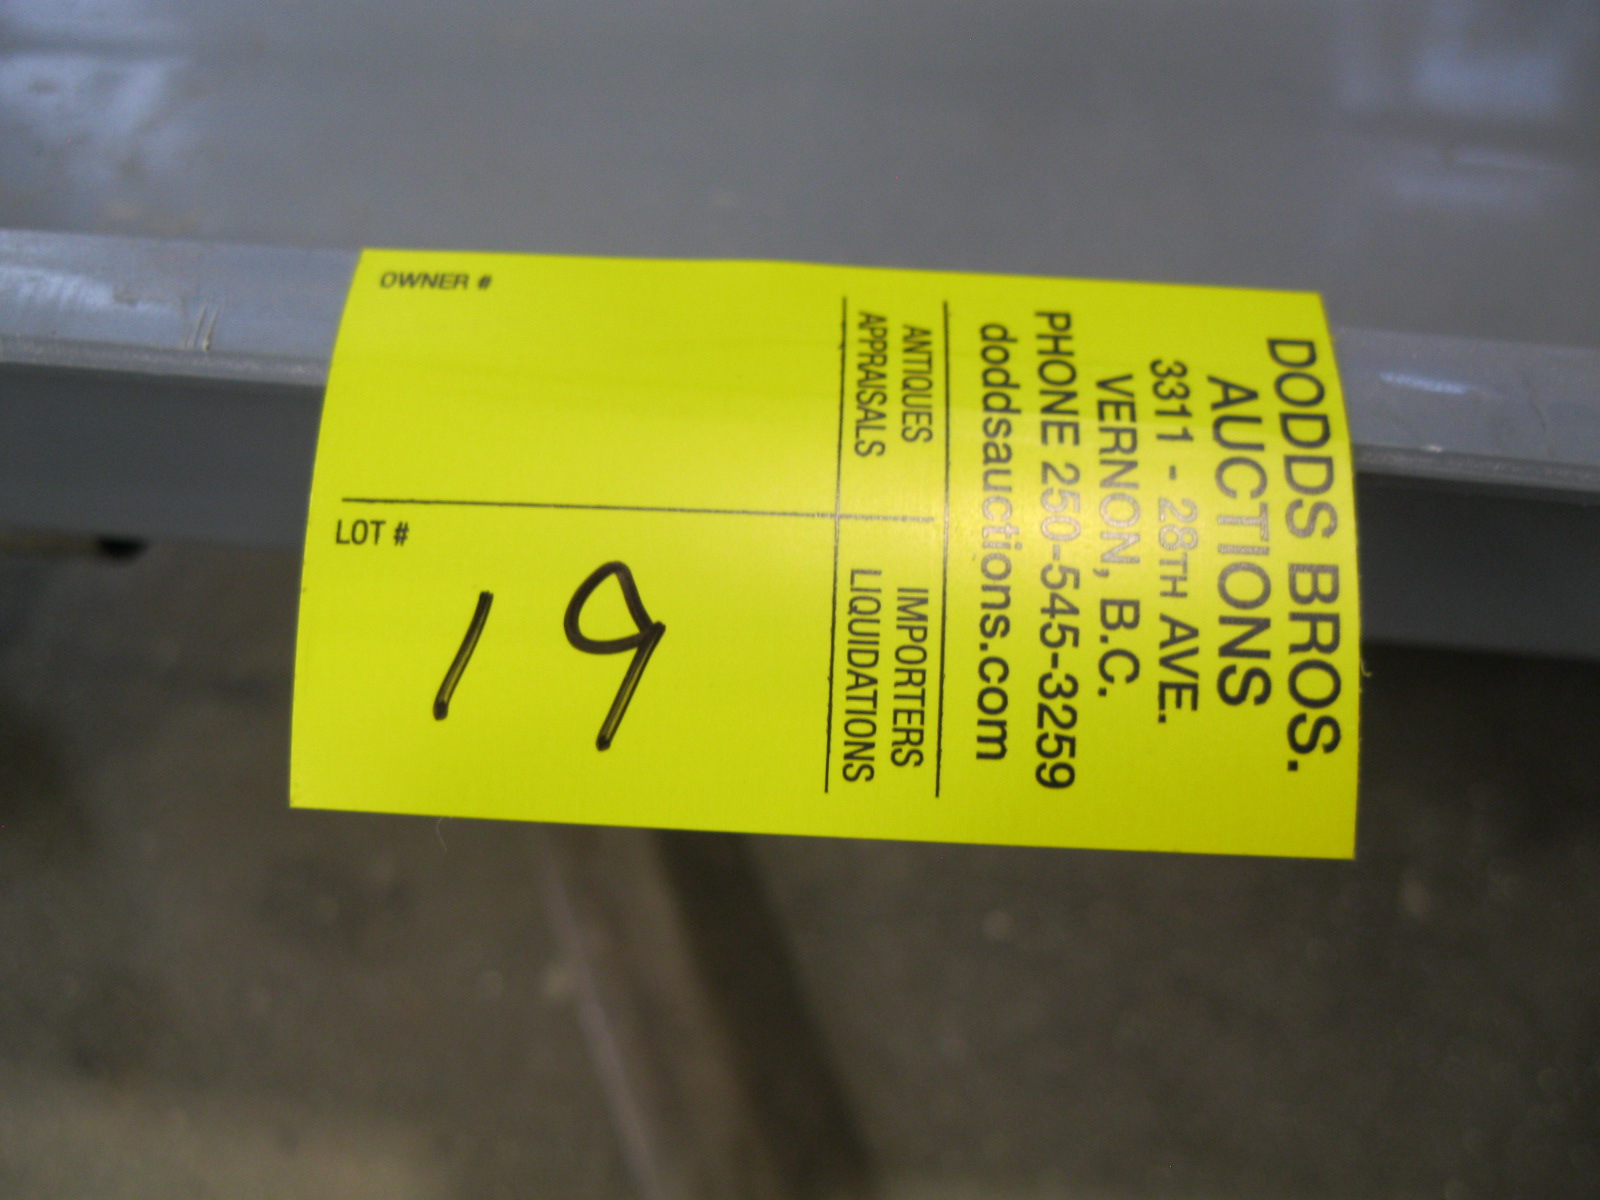 DODDS BROS.
AUCTIONS
3311 - 28TH AVE.
VERNON, B.C.
PHONE 250-545-3259
doddsauctions.com
ANTIQUES
APPRAISALS
IMPORTERS
LIQUIDATIONS
OWNER #
LOT #
19